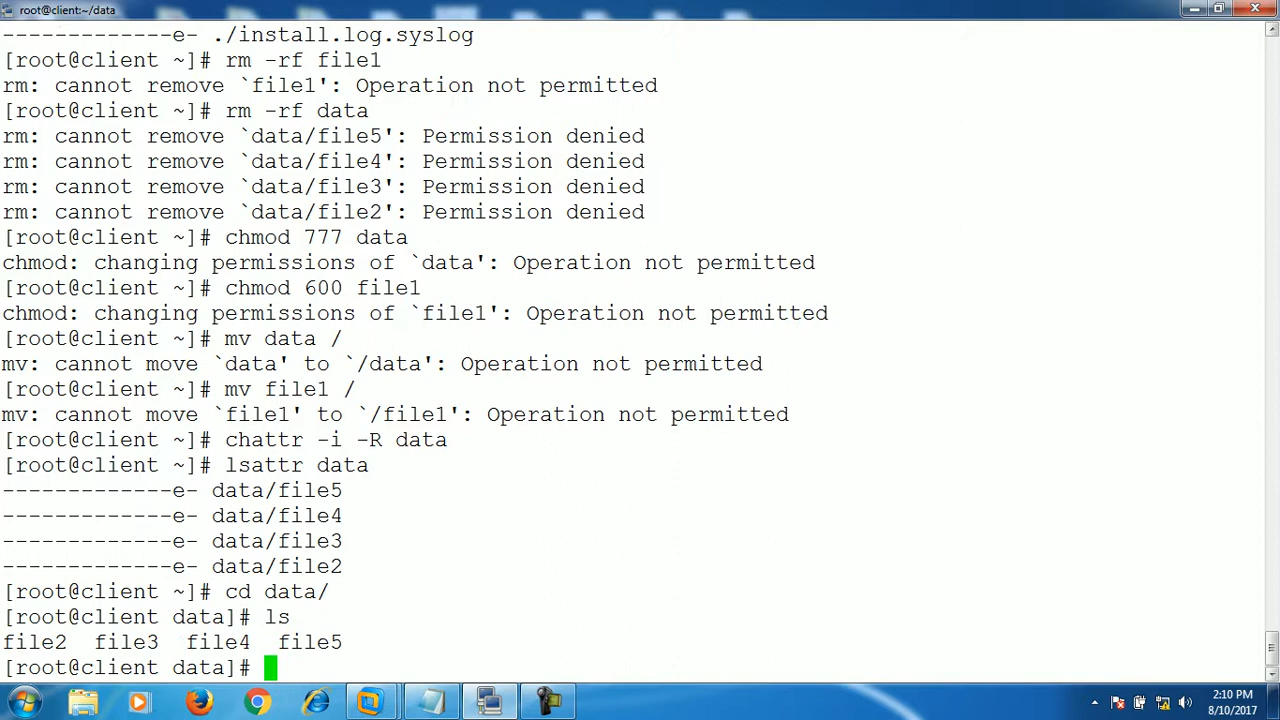 root@client:~/data
-------------e- ./install.log.syslog
[root@client ~]# rm -rf file1
rm: cannot remove `file1': Operation not permitted
[root@client ~]# rm -rf data
rm: cannot remove `data/file5': Permission denied
rm: cannot remove `data/file4': Permission denied
rm: cannot remove `data/file3': Permission denied
rm: cannot remove `data/file2': Permission denied
[root@client ~]# chmod 777 data
chmod: changing permissions of `data': Operation not permitted
[root@client ~]# chmod 600 file1
chmod: changing permissions of `file1': Operation not permitted
[root@client ~]# mv data /
mv: cannot move `data' to `/data': Operation not permitted
[root@client ~]# mv file1 /
mv: cannot move `file1' to `/file1': Operation not permitted
[root@client ~]# chattr -i -R data
[root@client ~]# lsattr data
-------------e- data/file5
-------------e- data/file4
-------------e- data/file3
-------------e- data/file2
[root@client ~]# cd data/
[root@client data]# ls
file2  file3  file4  file5
[root@client data]#
2:10 PM
8/10/2017